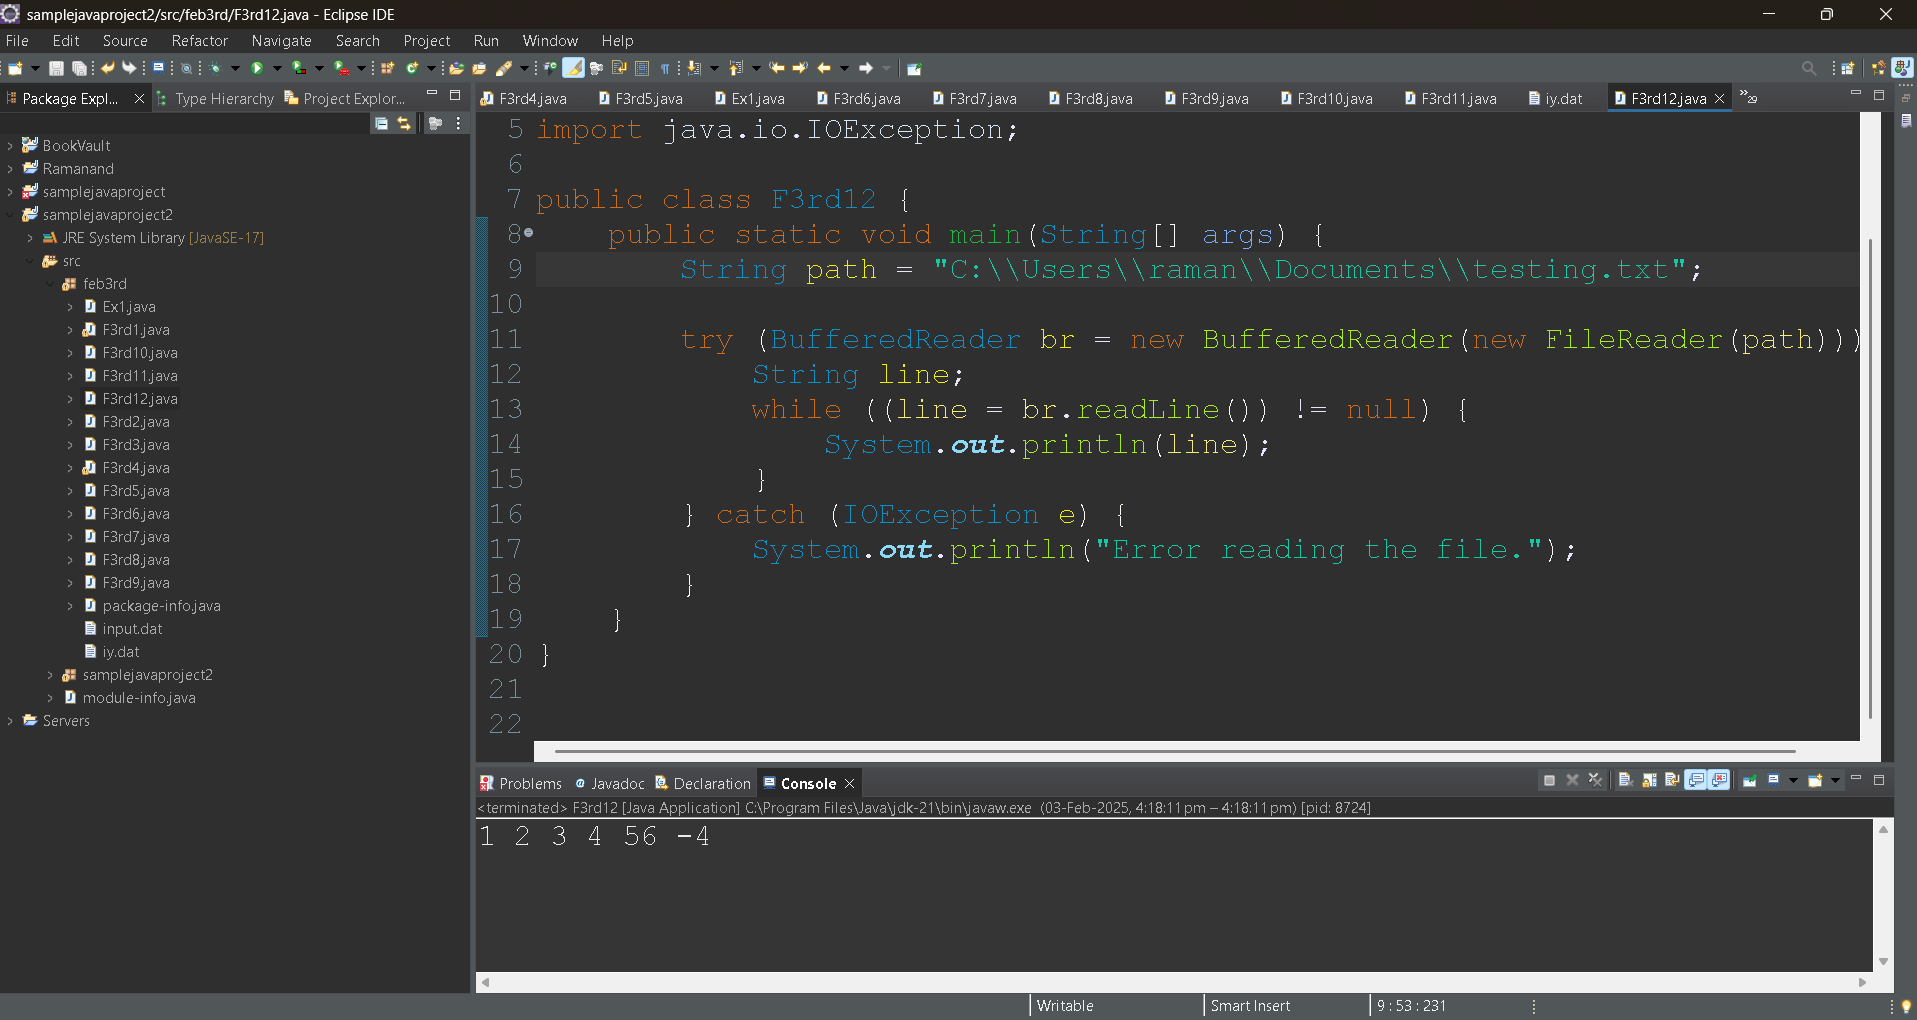 samplejavaproject2/src/feb3rd/F3rd12.java - Eclipse IDE
File Edit Source Refactor Navigate Search Project Run Window Help
Package Expl... Type Hierarchy Project Explor...
BookVault
Ramanand
samplejavaproject
samplejavaproject2
JRE System Library [JavaSE-17]
src
feb3rd
Ex1.java
F3rd1.java
F3rd10.java
F3rd11.java
F3rd12.java
F3rd2.java
F3rd3.java
F3rd4.java
F3rd5.java
F3rd6.java
F3rd7.java
F3rd8.java
F3rd9.java
package-info.java
input.dat
iy.dat
samplejavaproject2
module-info.java
Servers
F3rd4.java F3rd5.java Ex1.java F3rd6.java F3rd7.java F3rd8.java F3rd9.java F3rd10.java F3rd11.java iy.dat F3rd12.java »29
5 import java.io.IOException;
6
7 public class F3rd12 {
8 public static void main(String[] args) {
9 String path = "C:\\Users\\raman\\Documents\\testing.txt";
10
11 try (BufferedReader br = new BufferedReader(new FileReader(path)))
12 String line;
13 while ((line = br.readLine()) != null) {
14 System.out.println(line);
15 }
16 } catch (IOException e) {
17 System.out.println("Error reading the file.");
18 }
19 }
20 }
21
22
Problems @ Javadoc Declaration Console
<terminated> F3rd12 [Java Application] C:\Program Files\Java\jdk-21\bin\javaw.exe (03-Feb-2025, 4:18:11 pm – 4:18:11 pm) [pid: 8724]
1 2 3 4 56 -4
Writable Smart Insert 9 : 53 : 231